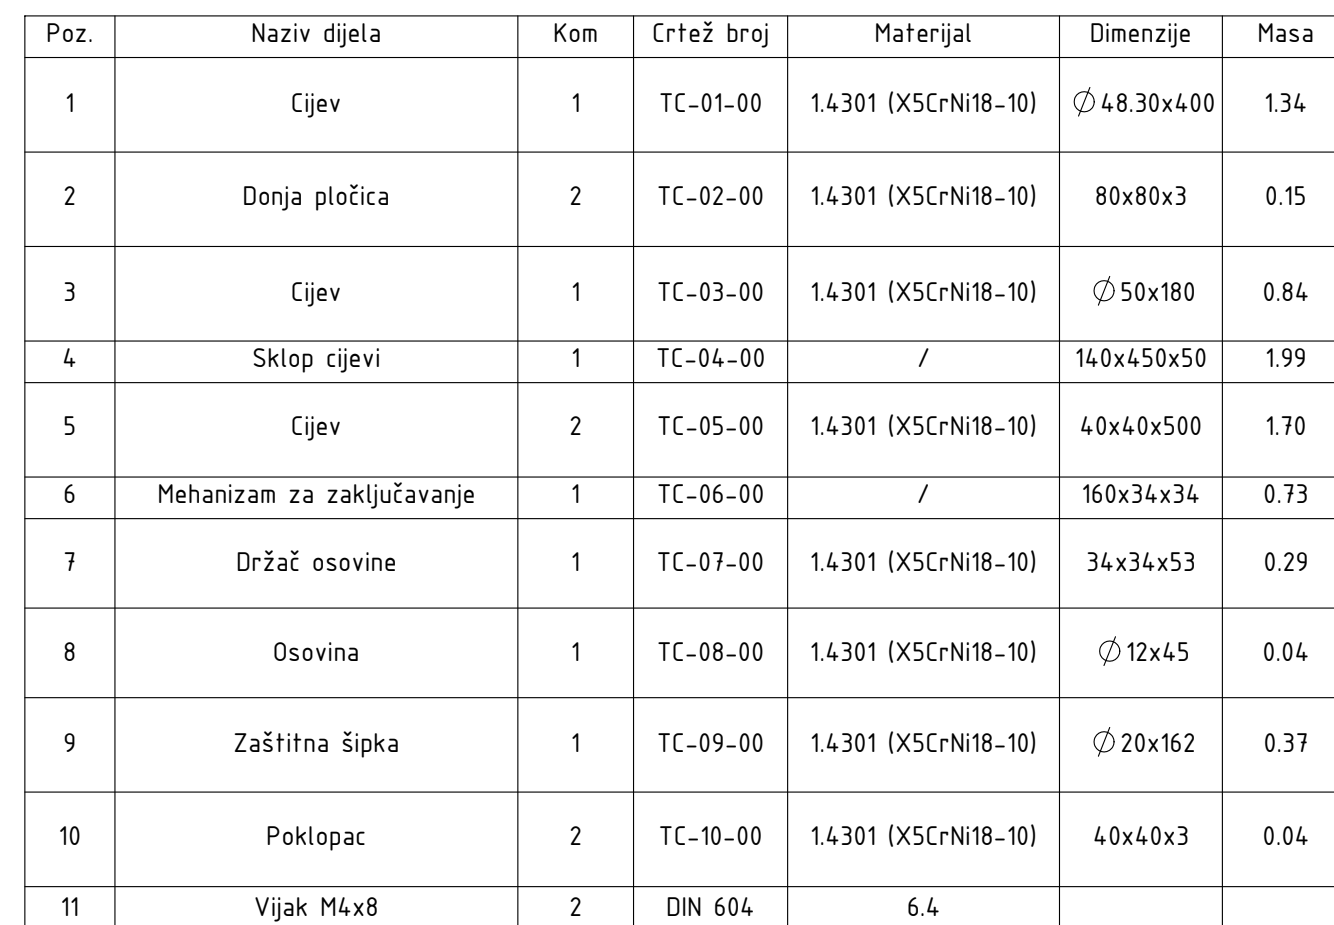 Poz. Naziv dijela Kom Crtež broj Materijal Dimenzije Masa
1 Cijev 1 TC-01-00 1.4301 (X5CrNi18-10) ∅48.30x400 1.34
2 Donja pločica 2 TC-02-00 1.4301 (X5CrNi18-10) 80x80x3 0.15
3 Cijev 1 TC-03-00 1.4301 (X5CrNi18-10) ∅50x180 0.84
4 Sklop cijevi 1 TC-04-00 / 140x450x50 1.99
5 Cijev 2 TC-05-00 1.4301 (X5CrNi18-10) 40x40x500 1.70
6 Mehanizam za zaključavanje 1 TC-06-00 / 160x34x34 0.73
7 Držač osovine 1 TC-07-00 1.4301 (X5CrNi18-10) 34x34x53 0.29
8 Osovina 1 TC-08-00 1.4301 (X5CrNi18-10) ∅12x45 0.04
9 Zaštitna šipka 1 TC-09-00 1.4301 (X5CrNi18-10) ∅20x162 0.37
10 Poklopac 2 TC-10-00 1.4301 (X5CrNi18-10) 40x40x3 0.04
11 Vijak M4x8 2 DIN 604 6.4